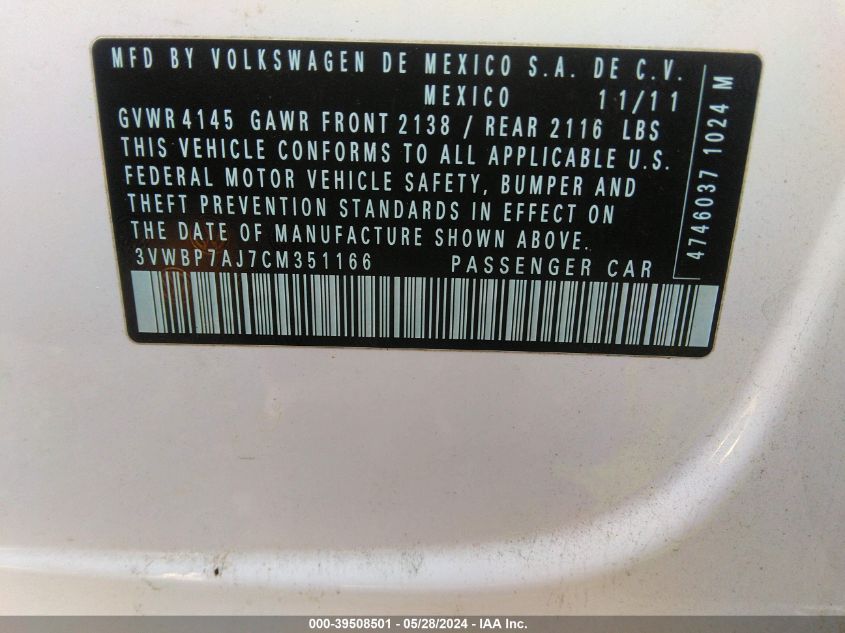 MFD BY VOLKSWAGEN DE MEXICO S.A. DE C.V.
MEXICO 11/11
GVWR 4145 GAWR FRONT 2138 / REAR 2116 LBS
THIS VEHICLE CONFORMS TO ALL APPLICABLE U.S.
FEDERAL MOTOR VEHICLE SAFETY, BUMPER AND
THEFT PREVENTION STANDARDS IN EFFECT ON
THE DATE OF MANUFACTURE SHOWN ABOVE.
3VWBP7AJ7CM351166 PASSENGER CAR
4746037 1024 M
000-39508501 - 05/28/2024 - IAA Inc.